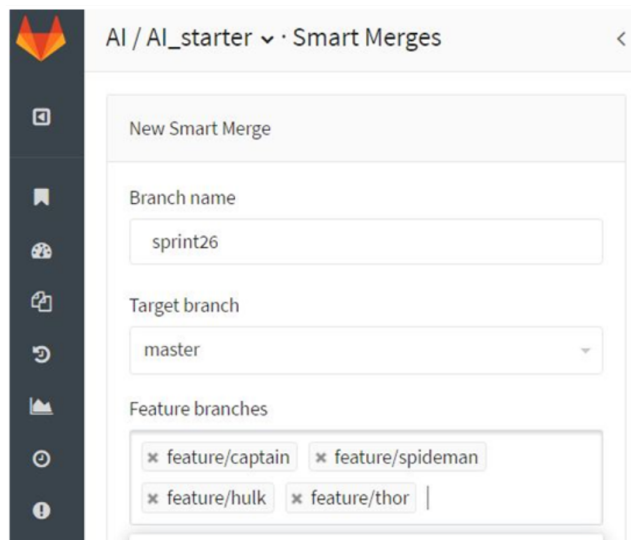 AI / AI_starter · Smart Merges
New Smart Merge
Branch name
sprint26
Target branch
master
Feature branches
× feature/captain × feature/spideman
× feature/hulk × feature/thor